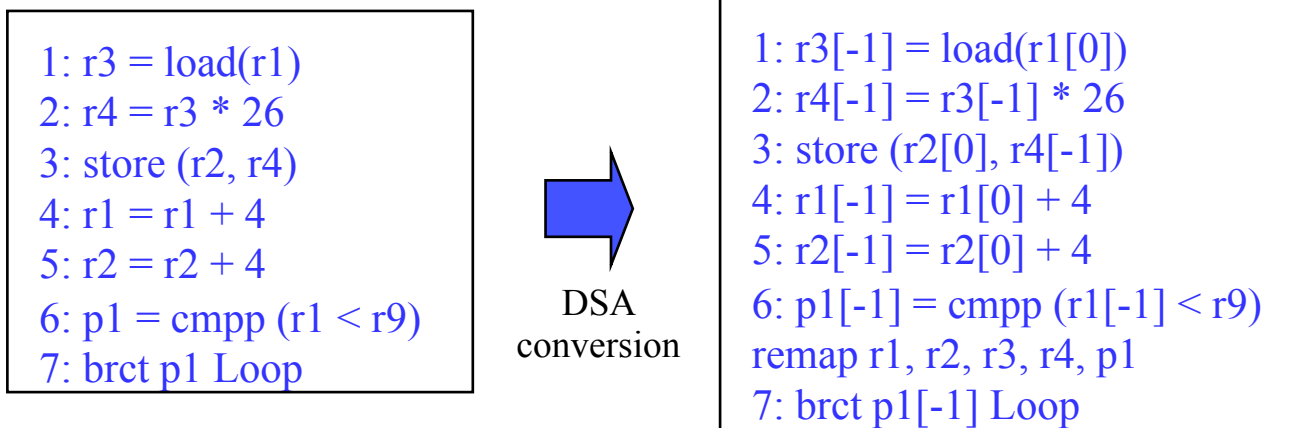 1: r3 = load(r1)
2: r4 = r3 * 26
3: store (r2, r4)
4: r1 = r1 + 4
5: r2 = r2 + 4
6: p1 = cmpp (r1 < r9)
7: brct p1 Loop
DSA
conversion
1: r3[-1] = load(r1[0])
2: r4[-1] = r3[-1] * 26
3: store (r2[0], r4[-1])
4: r1[-1] = r1[0] + 4
5: r2[-1] = r2[0] + 4
6: p1[-1] = cmpp (r1[-1] < r9)
remap r1, r2, r3, r4, p1
7: brct p1[-1] Loop